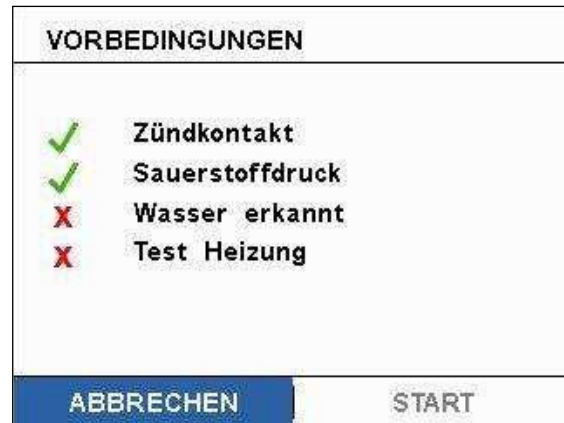 VORBEDINGUNGEN
Zündkontakt
Sauerstoffdruck
Wasser erkannt
Test Heizung
ABBRECHEN START